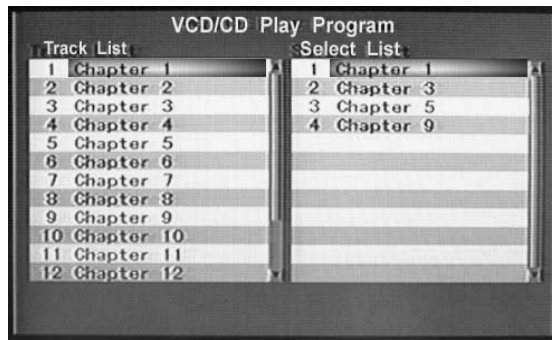 VCD/CD Play Program
Track List
1 Chapter 1
2 Chapter 2
3 Chapter 3
4 Chapter 4
5 Chapter 5
6 Chapter 6
7 Chapter 7
8 Chapter 8
9 Chapter 9
10 Chapter 10
11 Chapter 11
12 Chapter 12
Select List
1 Chapter 1
2 Chapter 3
3 Chapter 5
4 Chapter 9